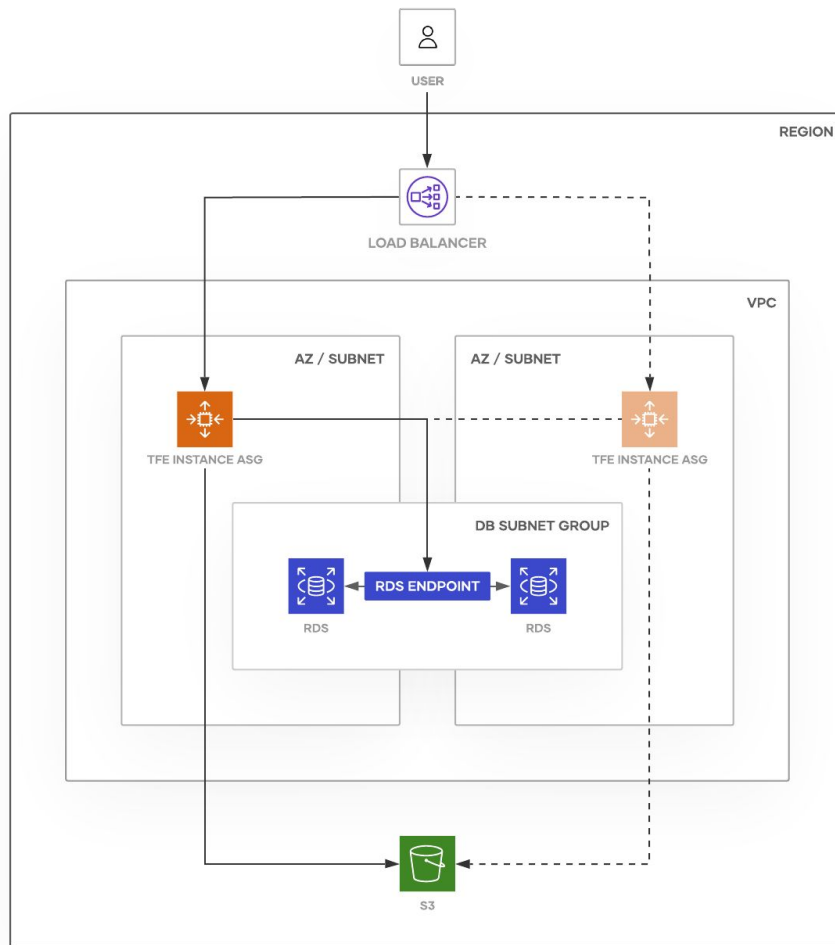 USER
REGION
LOAD BALANCER
VPC
AZ / SUBNET
AZ / SUBNET
TFE INSTANCE ASG
TFE INSTANCE ASG
DB SUBNET GROUP
RDS ENDPOINT
RDS
RDS
S3